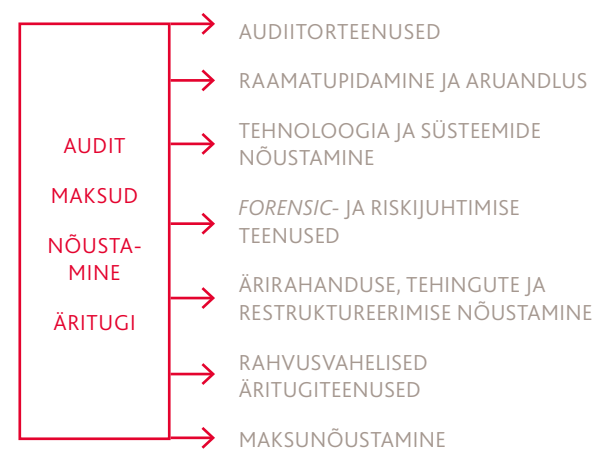 AUDIT
MAKSUD
NÕUSTA-
MINE
ÄRITUGI
AUDIITORTEENUSED
RAAMATUPIDAMINE JA ARUANDLUS
TEHNOLOOGIA JA SÜSTEEMIDE
NÕUSTAMINE
FORENSIC- JA RISKIJUHTIMISE
TEENUSED
ÄRIRAHANDUSE, TEHINGUTE JA
RESTRUKTUREERIMISE NÕUSTAMINE
RAHVUSVAHELISED
ÄRITUGITEENUSED
MAKSUNÕUSTAMINE